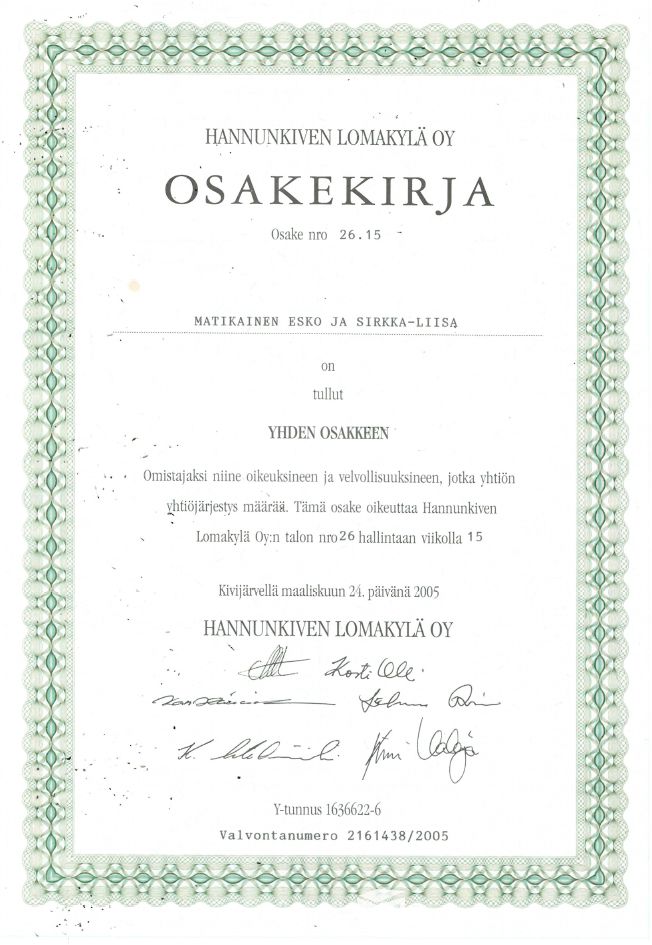 HANNUNKIVEN LOMAKYLÄ OY
OSAKEKIRJA
Osake nro 26.15
MATIKAINEN ESKO JA SIRKKA-LIISA
on
tullut
YHDEN OSAKKEEN
Omistajaksi niine oikeuksineen ja velvollisuuksineen, jotka yhtiön
yhtiöjärjestys määrää. Tämä osake oikeuttaa Hannunkiven
Lomakylä Oy:n talon nro 26 hallintaan viikolla 15
Kivijärvellä maaliskuun 24. päivänä 2005
HANNUNKIVEN LOMAKYLÄ OY
Y-tunnus 1636622-6
Valvontanumero 2161438/2005